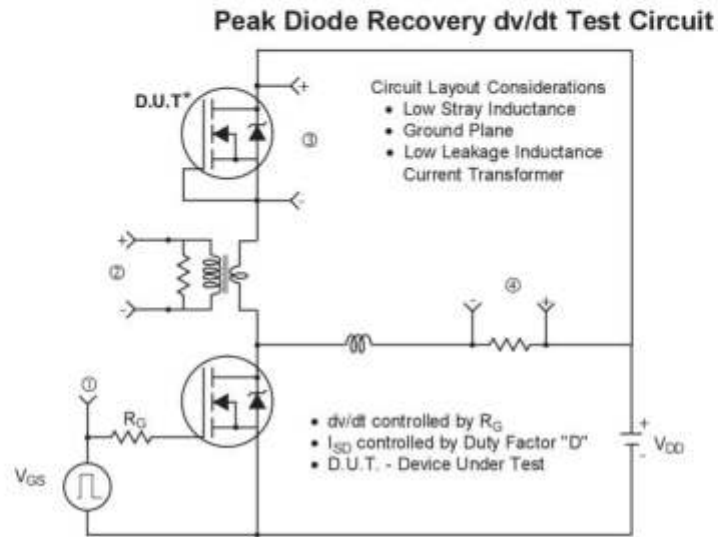 Peak Diode Recovery dv/dt Test Circuit
D.U.T*
+
③
-
Circuit Layout Considerations
• Low Stray Inductance
• Ground Plane
• Low Leakage Inductance
Current Transformer
+
②
-
-
④
+
①
RG
VGS
• dv/dt controlled by RG
• ISD controlled by Duty Factor "D"
• D.U.T. - Device Under Test
+
VDD
-